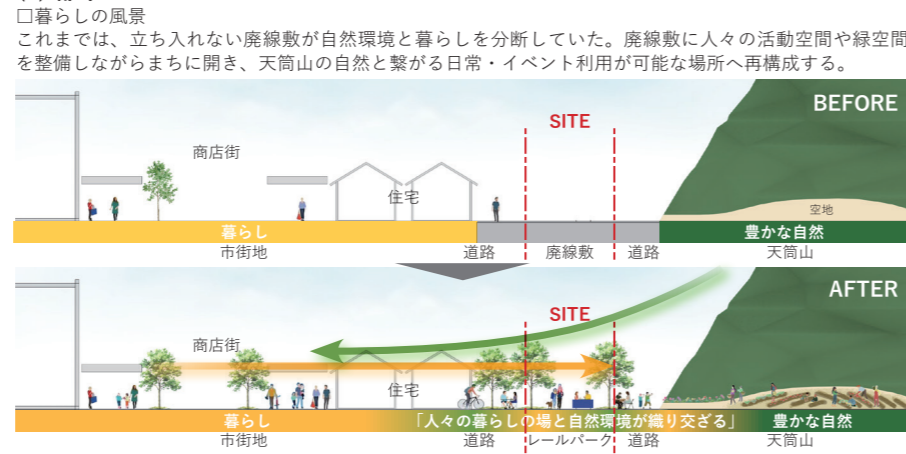 □暮らしの風景
これまでは、立ち入れない廃線敷が自然環境と暮らしを分断していた。廃線敷に人々の活動空間や緑空間
を整備しながらまちに開き、天筒山の自然と繋がる日常・イベント利用が可能な場所へ再構成する。
BEFORE
SITE
商店街
住宅
空地
暮らし
豊かな自然
市街地
道路
廃線敷
道路
天筒山
AFTER
SITE
商店街
住宅
暮らし
「人々の暮らしの場と自然環境が織り交ざる」
豊かな自然
市街地
道路
レールパーク
道路
天筒山